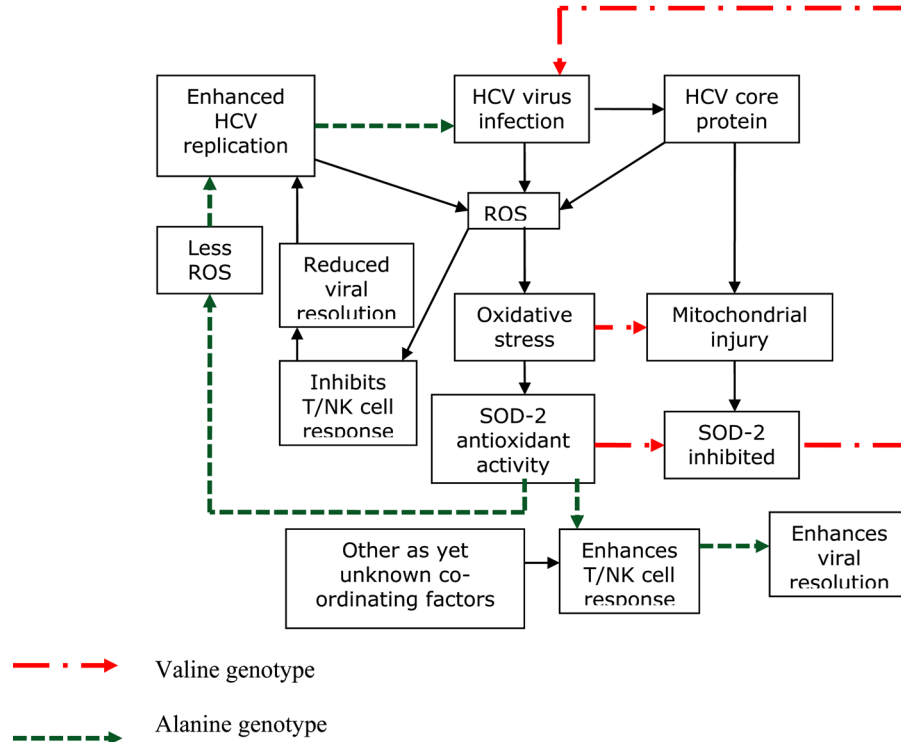 Enhanced
HCV
replication
HCV virus
infection
HCV core
protein
ROS
Less
ROS
Reduced
viral
resolution
Oxidative
stress
Mitochondrial
injury
Inhibits
T/NK cell
response
SOD-2
antioxidant
activity
SOD-2
inhibited
Other as yet
unknown co-
ordinating factors
Enhances
T/NK cell
response
Enhances
viral
resolution
Valine genotype
Alanine genotype